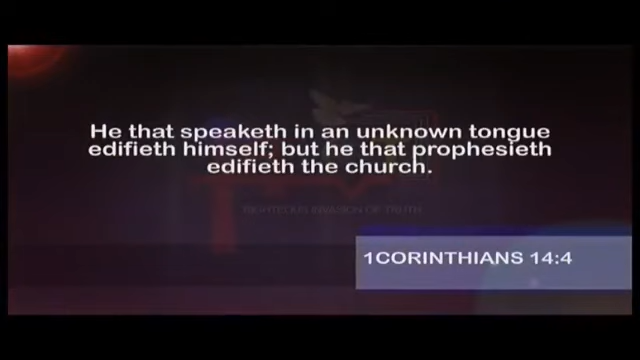 He that speaketh in an unknown tongue
edifieth himself; but he that prophesieth
edifieth the church.
RIGHTEOUS INVASION OF TRUTH
1CORINTHIANS 14:4